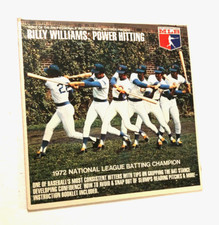 BILLY WILLIAMS: POWER HITTING
1972 NATIONAL LEAGUE BATTING CHAMPION
ONE OF BASEBALL'S MOST CONSISTENT HITTERS WITH TIPS ON GRIPPING THE BAT STANCE
DEVELOPING CONFIDENCE HOW TO AVOID & SNAP OUT OF SLUMPS READING PITCHES & MORE
INSTRUCTION BOOKLET INCLUDED.